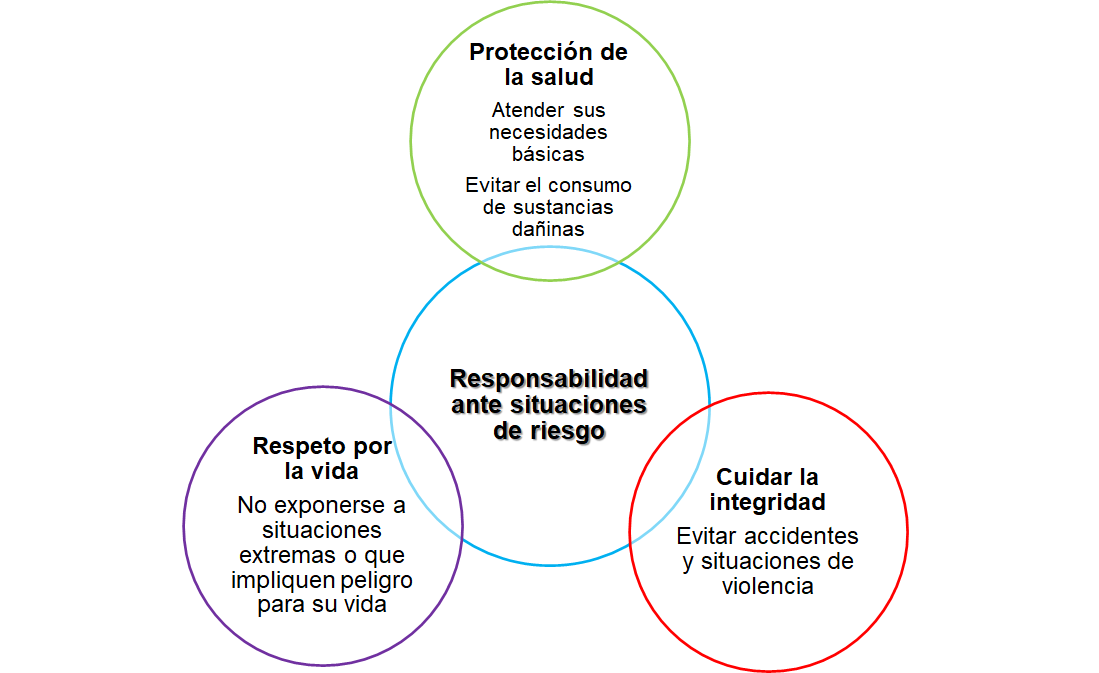 Protección de
la salud
Atender sus
necesidades
básicas
Evitar el consumo
de sustancias
dañinas
Responsabilidad
ante situaciones
de riesgo
Respeto por
la vida
No exponerse a
situaciones
extremas o que
impliquen peligro
para su vida
Cuidar la
integridad
Evitar accidentes
y situaciones de
violencia